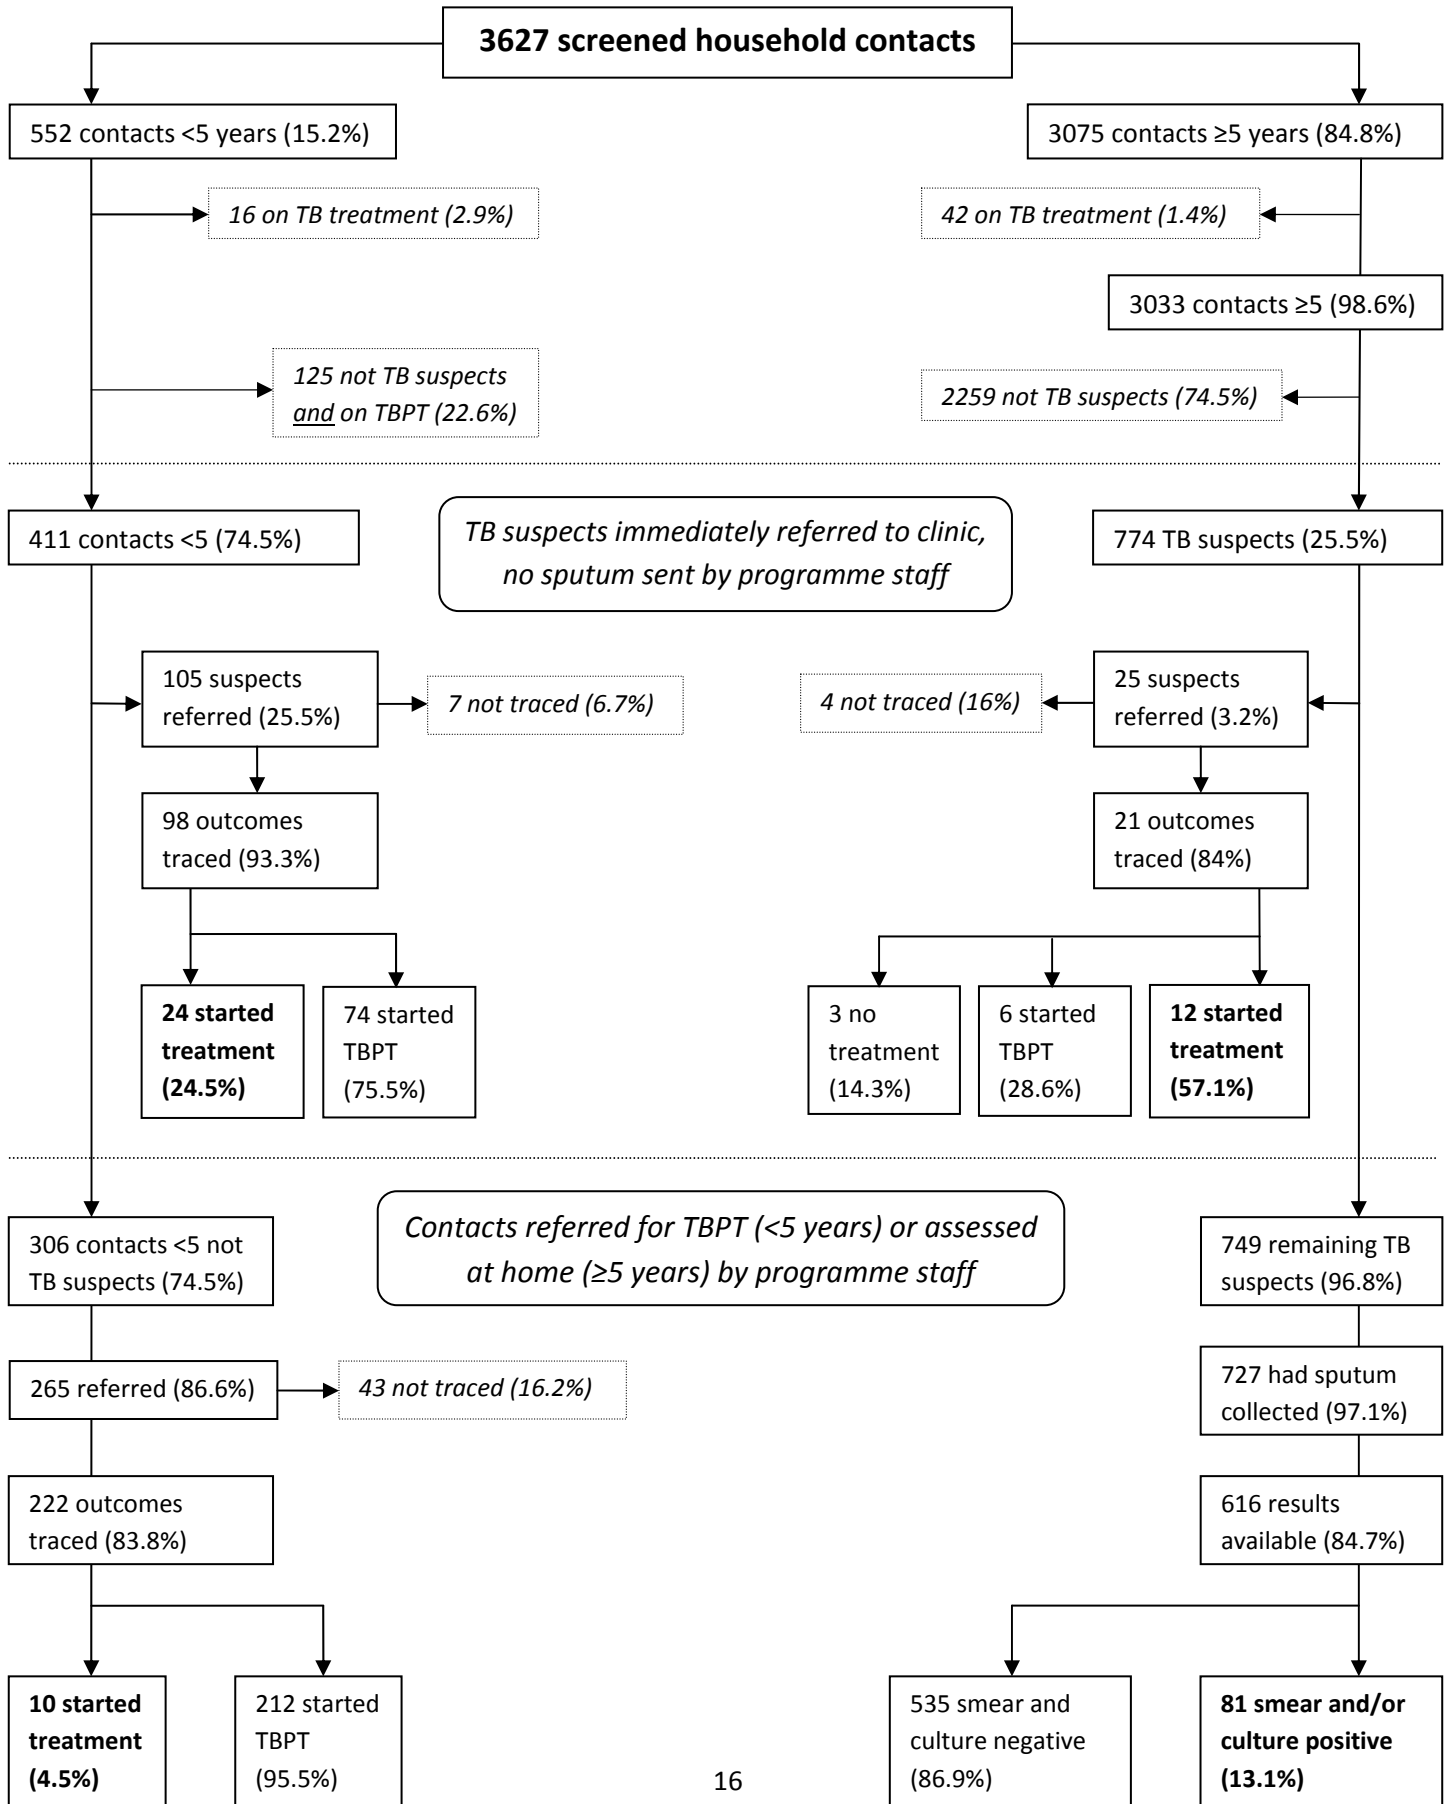 3627 screened household contacts
552 contacts <5 years (15.2%)
3075 contacts ≥5 years (84.8%)
16 on TB treatment (2.9%)
42 on TB treatment (1.4%)
3033 contacts ≥5 (98.6%)
125 not TB suspects
and on TBPT (22.6%)
2259 not TB suspects (74.5%)
411 contacts <5 (74.5%)
TB suspects immediately referred to clinic,
no sputum sent by programme staff
774 TB suspects (25.5%)
105 suspects
referred (25.5%)
7 not traced (6.7%)
4 not traced (16%)
25 suspects
referred (3.2%)
98 outcomes
traced (93.3%)
21 outcomes
traced (84%)
24 started
treatment
(24.5%)
74 started
TBPT
(75.5%)
3 no
treatment
(14.3%)
6 started
TBPT
(28.6%)
12 started
treatment
(57.1%)
306 contacts <5 not
TB suspects (74.5%)
Contacts referred for TBPT (<5 years) or assessed
at home (≥5 years) by programme staff
749 remaining TB
suspects (96.8%)
265 referred (86.6%)
43 not traced (16.2%)
727 had sputum
collected (97.1%)
222 outcomes
traced (83.8%)
616 results
available (84.7%)
10 started
treatment
(4.5%)
212 started
TBPT
(95.5%)
535 smear and
culture negative
(86.9%)
81 smear and/or
culture positive
(13.1%)
16